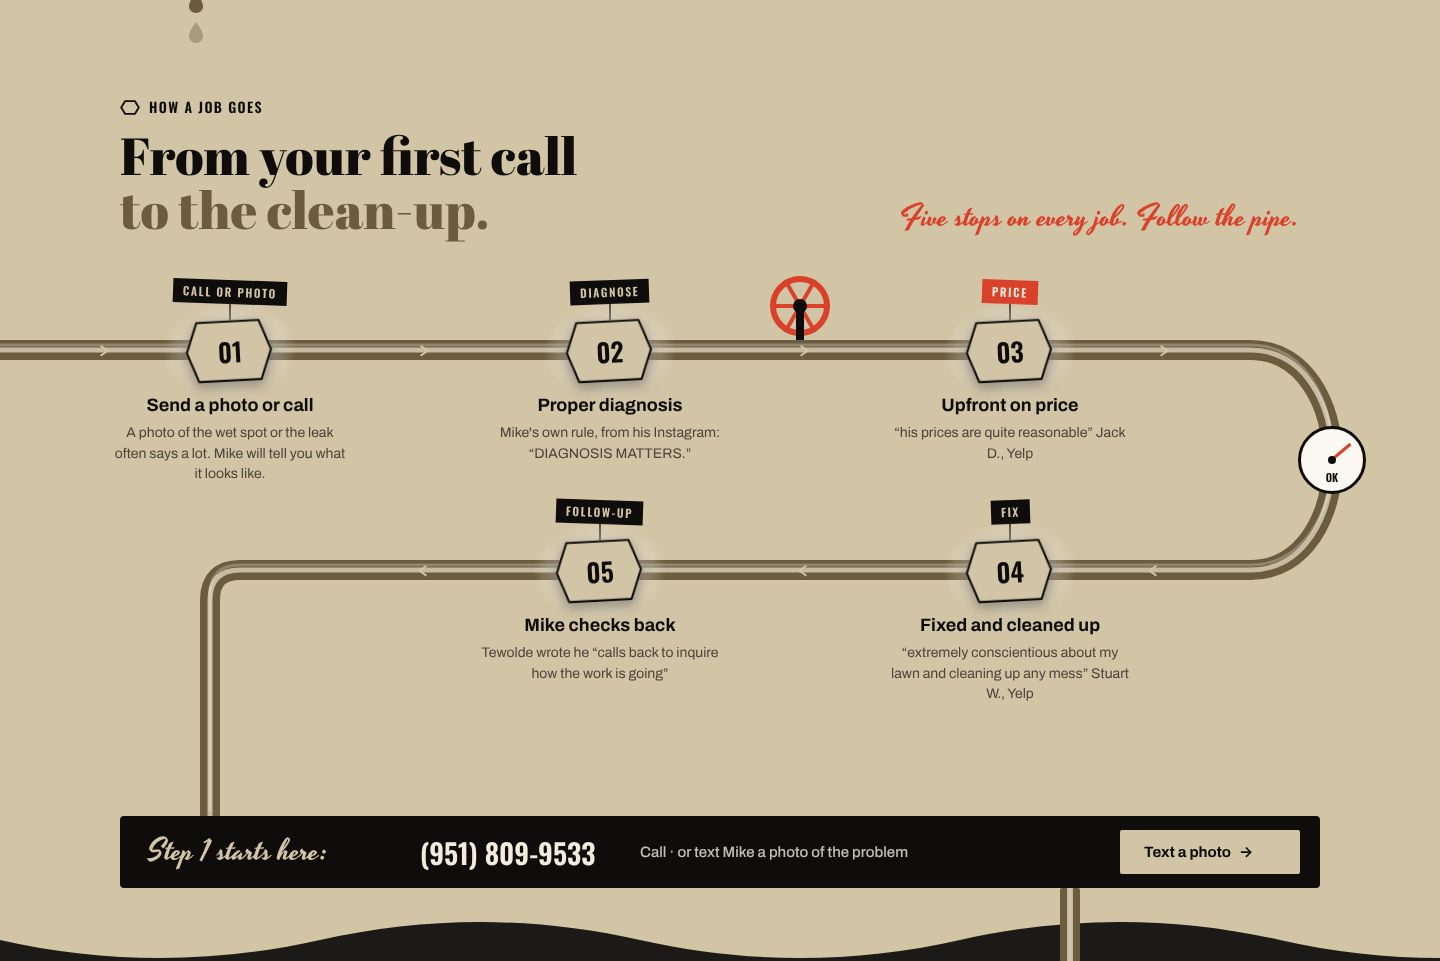 HOW A JOB GOES
From your first call
to the clean-up.
Five stops on every job. Follow the pipe.
CALL OR PHOTO
01
Send a photo or call
A photo of the wet spot or the leak
often says a lot. Mike will tell you what
it looks like.
DIAGNOSE
02
Proper diagnosis
Mike's own rule, from his Instagram:
“DIAGNOSIS MATTERS.”
PRICE
03
Upfront on price
“his prices are quite reasonable” Jack
D., Yelp
OK
FIX
04
Fixed and cleaned up
“extremely conscientious about my
lawn and cleaning up any mess” Stuart
W., Yelp
FOLLOW-UP
05
Mike checks back
Tewolde wrote he “calls back to inquire
how the work is going”
Step 1 starts here:
(951) 809-9533
Call · or text Mike a photo of the problem
Text a photo →